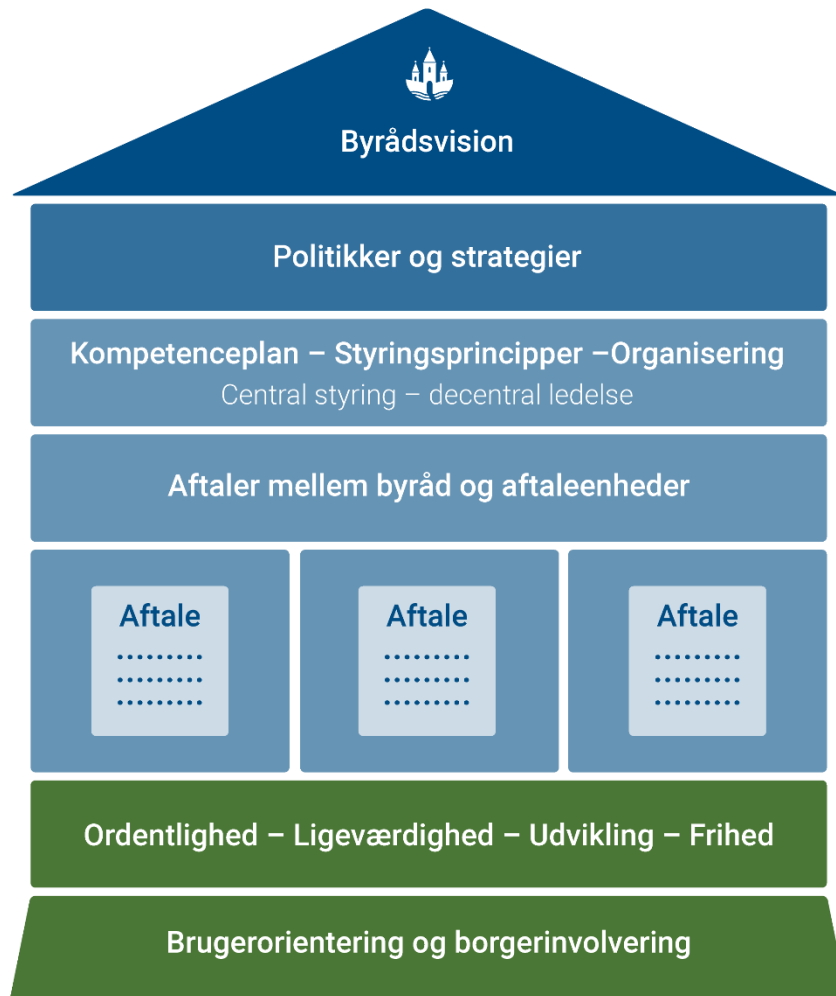 Byrådsvision
Politikker og strategier
Kompetenceplan – Styringsprincipper –Organisering
Central styring – decentral ledelse
Aftaler mellem byråd og aftaleenheder
Aftale
Aftale
Aftale
Ordentlighed – Ligeværdighed – Udvikling – Frihed
Brugerorientering og borgerinvolvering